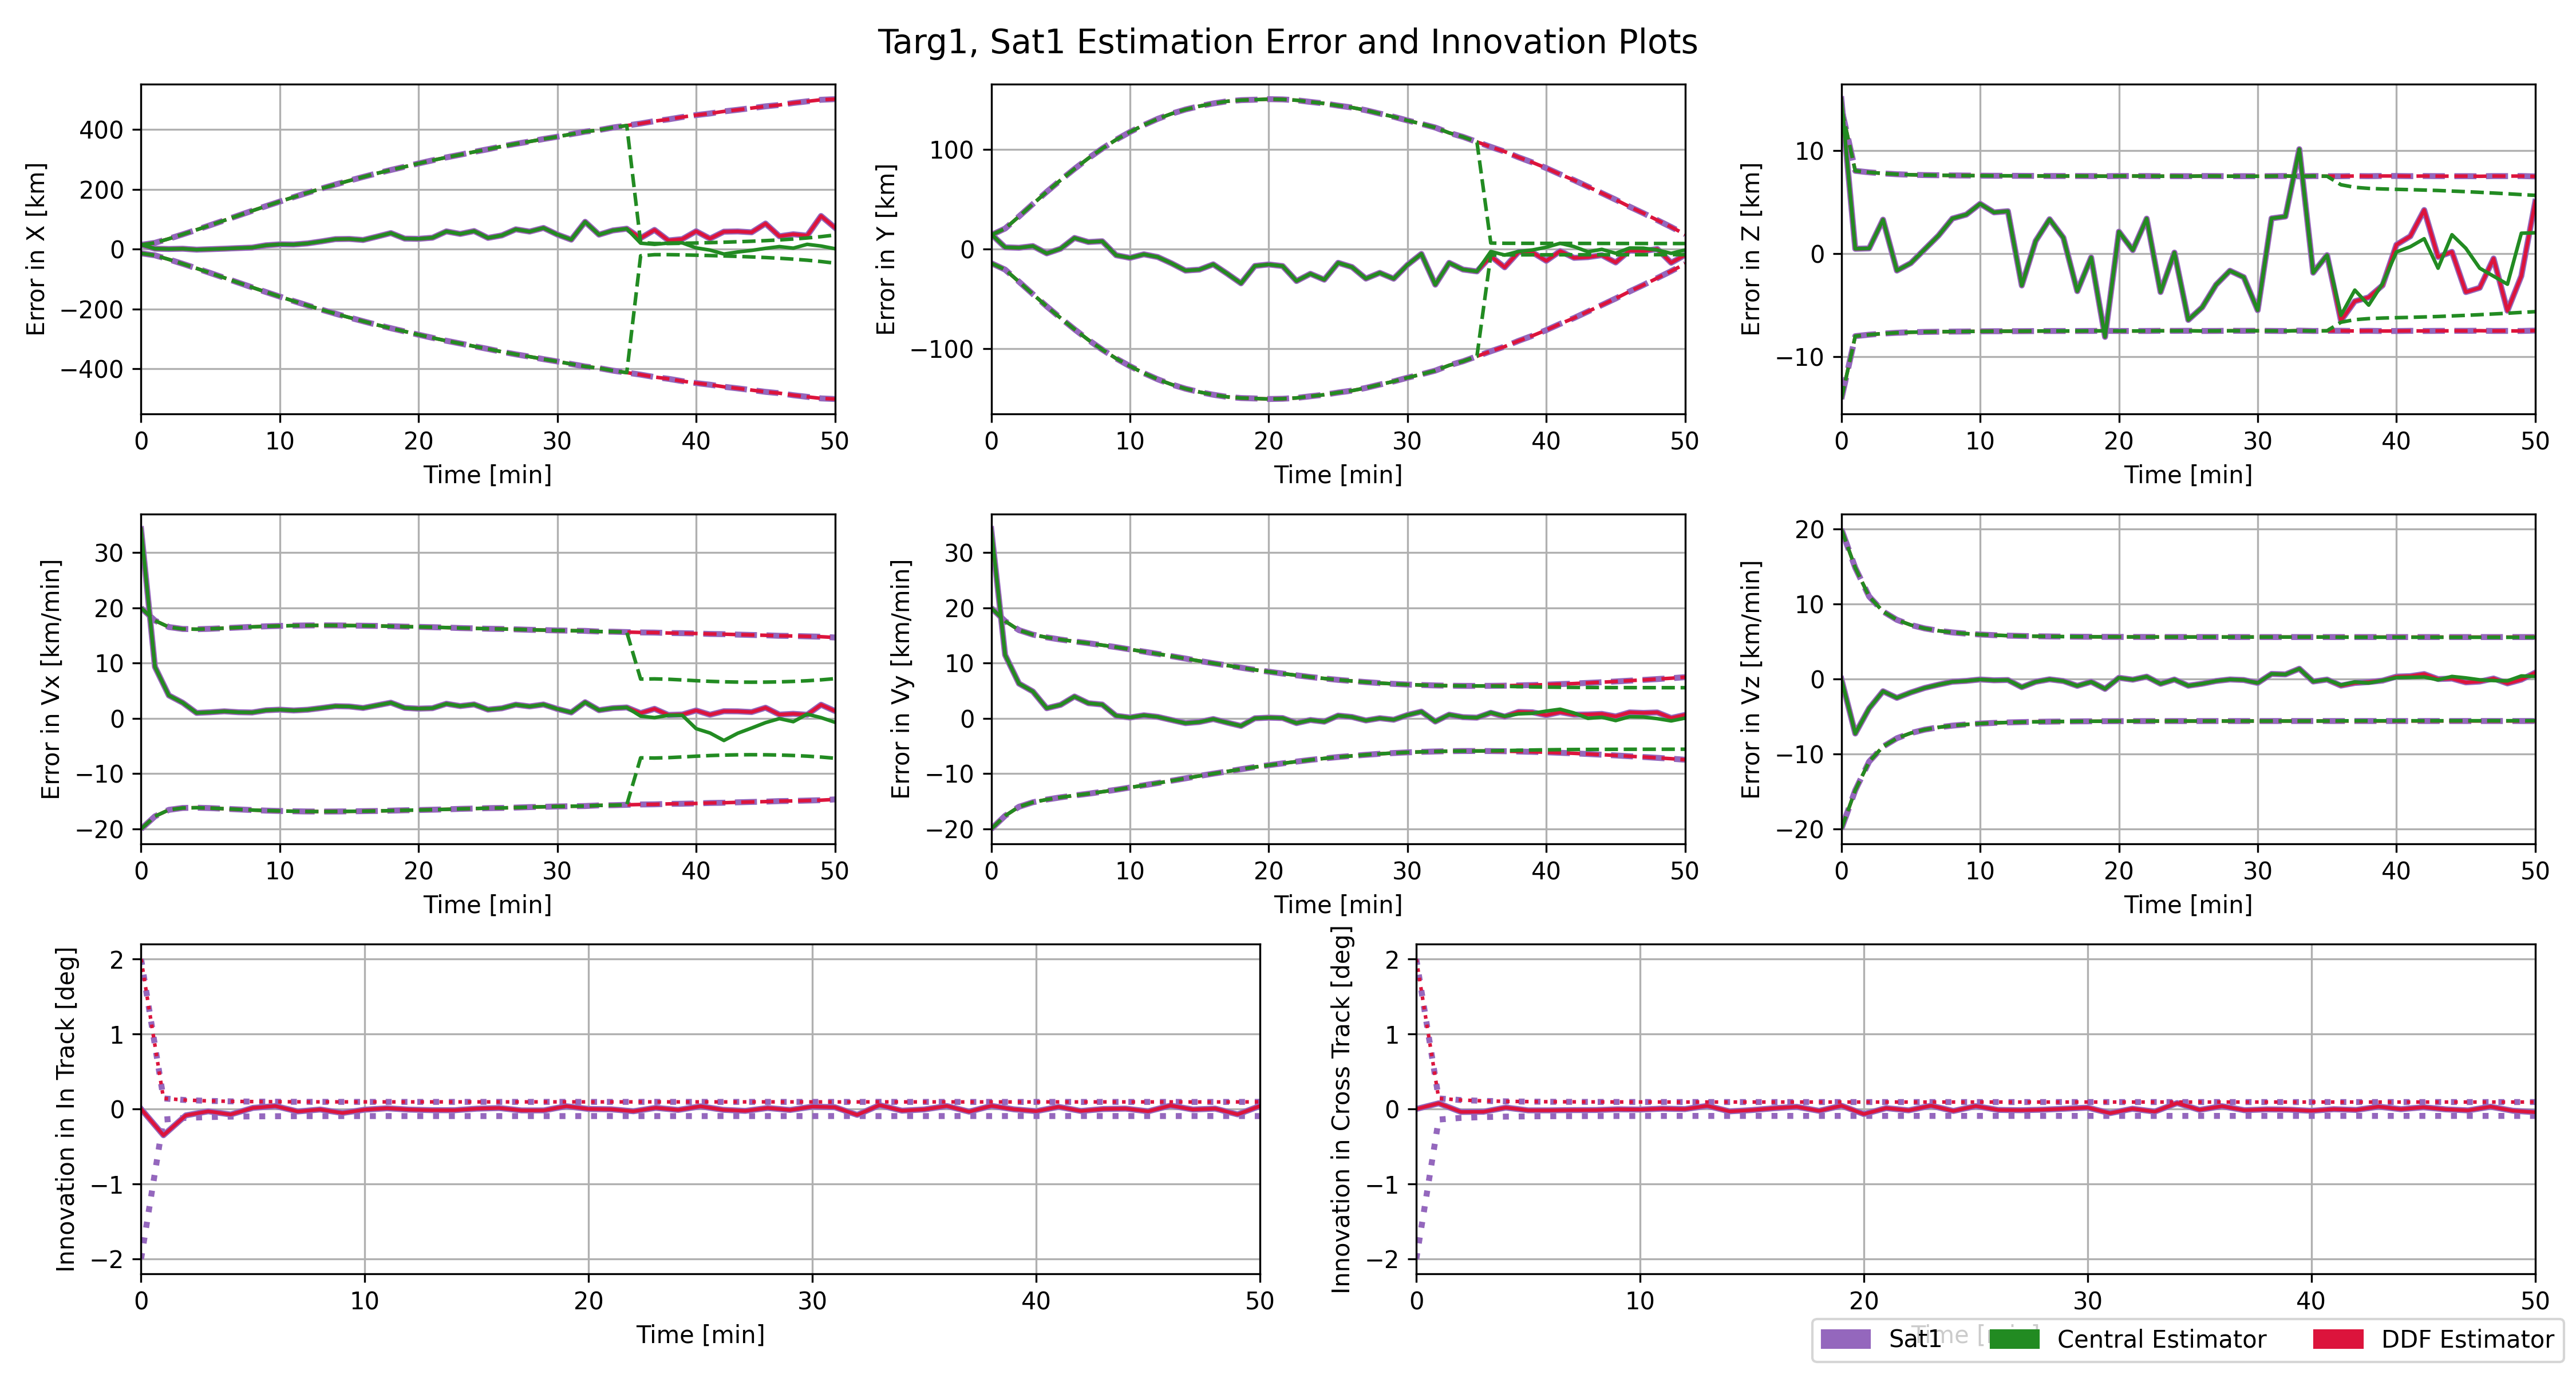 Targ1, Sat1 Estimation Error and Innovation Plots
Error in X [km]
400
200
0
−200
−400
0 10 20 30 40 50
Time [min]
Error in Y [km]
100
0
−100
0 10 20 30 40 50
Time [min]
Error in Z [km]
10
0
−10
0 10 20 30 40 50
Time [min]
Error in Vx [km/min]
30
20
10
0
−10
−20
0 10 20 30 40 50
Time [min]
Error in Vy [km/min]
30
20
10
0
−10
−20
0 10 20 30 40 50
Time [min]
Error in Vz [km/min]
20
10
0
−10
−20
0 10 20 30 40 50
Time [min]
Innovation in In Track [deg]
2
1
0
−1
−2
0 10 20 30 40 50
Time [min]
Innovation in Cross Track [deg]
2
1
0
−1
−2
0 10 20 30 40 50
Time [min]
Sat1 Central Estimator DDF Estimator